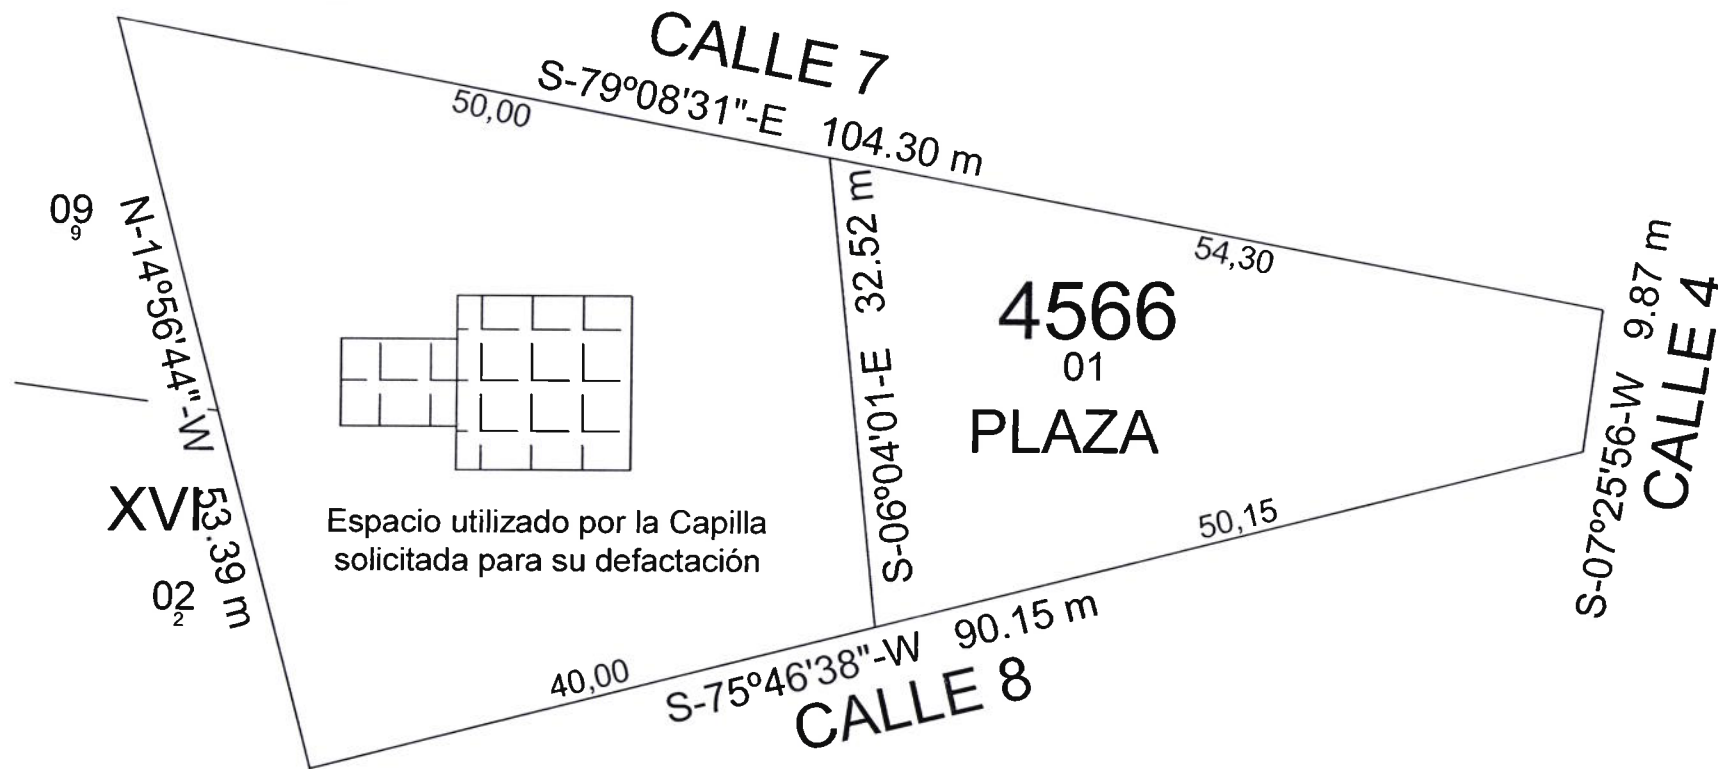 CALLE 7
S-79º08'31"-E 104.30 m
50,00
54,30
09
9
N-14º56'44"-W 53.39 m
S-06º04'01-E 32.52 m
4566
01
PLAZA
S-07º25'56-W 9.87 m
CALLE 4
XVI
02
2
Espacio utilizado por la Capilla
solicitada para su defactación
50,15
40,00
S-75º46'38"-W 90.15 m
CALLE 8